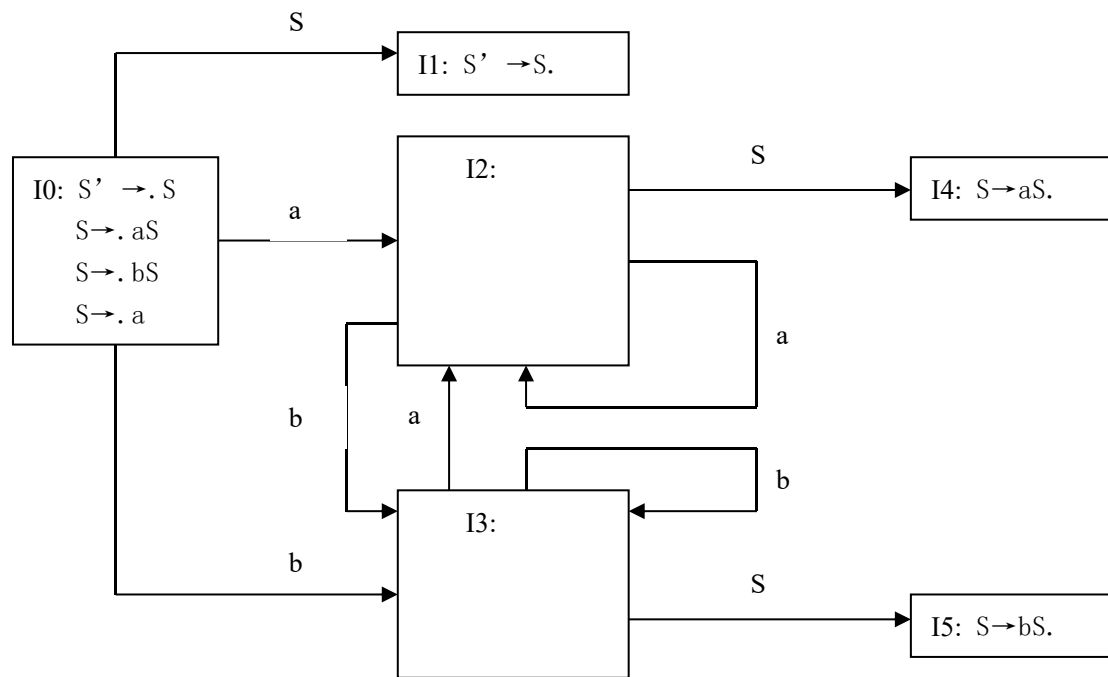 S
I1: S’ →S.
I2:
S
I0: S’ →.S
I4: S→aS.
a
S→.aS
S→.bS
S→.a
a
b
a
b
I3:
b
S
I5: S→bS.